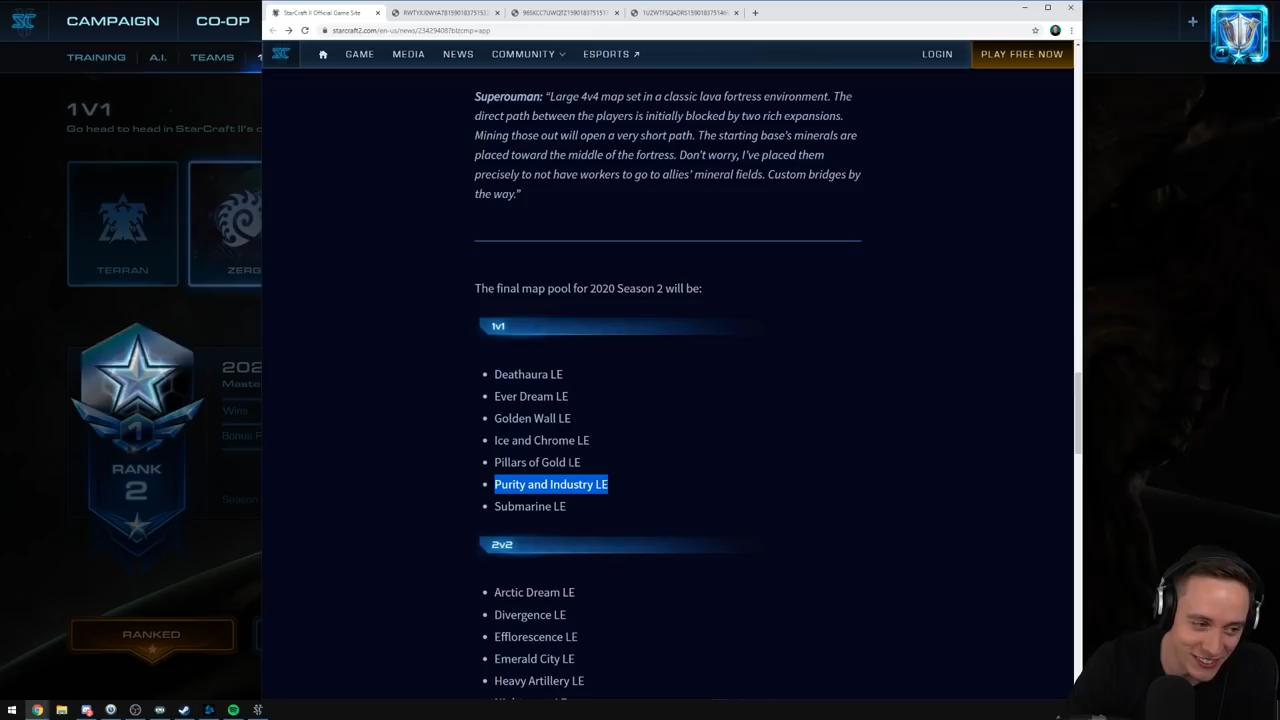 CAMPAIGN
CO-OP
TRAINING
A.I.
TEAMS
1V1
TERRAN
ZERG
RANK
2
1
Wins
Season
RANKED
StarCraft II Official Game Site
starcraft2.com/en-us/news/23429408?blzcmp=app
GAME
MEDIA
NEWS
COMMUNITY
ESPORTS
LOGIN
PLAY FREE NOW
Superouman: “Large 4v4 map set in a classic lava fortress environment. The
direct path between the players is initially blocked by two rich expansions.
Mining those out will open a very short path. The starting base’s minerals are
placed toward the middle of the fortress. Don’t worry, I’ve placed them
precisely to not have workers to go to allies’ mineral fields. Custom bridges by
the way.”
The final map pool for 2020 Season 2 will be:
1v1
Deathaura LE
Ever Dream LE
Golden Wall LE
Ice and Chrome LE
Pillars of Gold LE
Purity and Industry LE
Submarine LE
2v2
Arctic Dream LE
Divergence LE
Efflorescence LE
Emerald City LE
Heavy Artillery LE